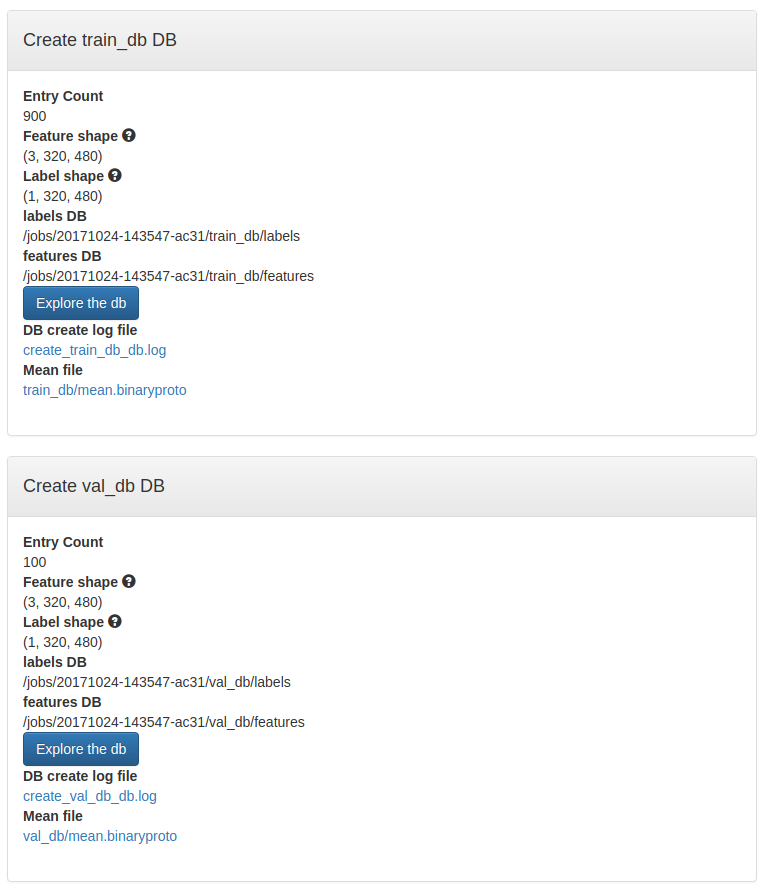 Create train_db DB
Entry Count
900
Feature shape ?
(3, 320, 480)
Label shape ?
(1, 320, 480)
labels DB
/jobs/20171024-143547-ac31/train_db/labels
features DB
/jobs/20171024-143547-ac31/train_db/features
Explore the db
DB create log file
create_train_db_db.log
Mean file
train_db/mean.binaryproto
Create val_db DB
Entry Count
100
Feature shape ?
(3, 320, 480)
Label shape ?
(1, 320, 480)
labels DB
/jobs/20171024-143547-ac31/val_db/labels
features DB
/jobs/20171024-143547-ac31/val_db/features
Explore the db
DB create log file
create_val_db_db.log
Mean file
val_db/mean.binaryproto